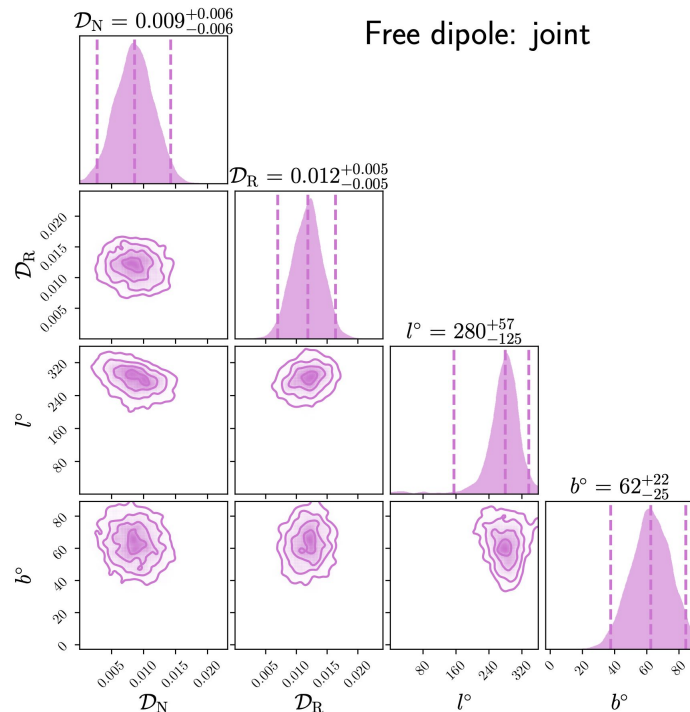 𝒟_N = 0.009^{+0.006}_{-0.006}
Free dipole: joint
𝒟_R = 0.012^{+0.005}_{-0.005}
𝒟_R
0.020
0.015
0.010
0.005
l° = 280^{+57}_{-125}
l°
320
240
160
80
b° = 62^{+22}_{-25}
b°
80
60
40
20
0
0.005 0.010 0.015 0.020
0.005 0.010 0.015 0.020
80 160 240 320
0 20 40 60 80
𝒟_N 𝒟_R l° b°